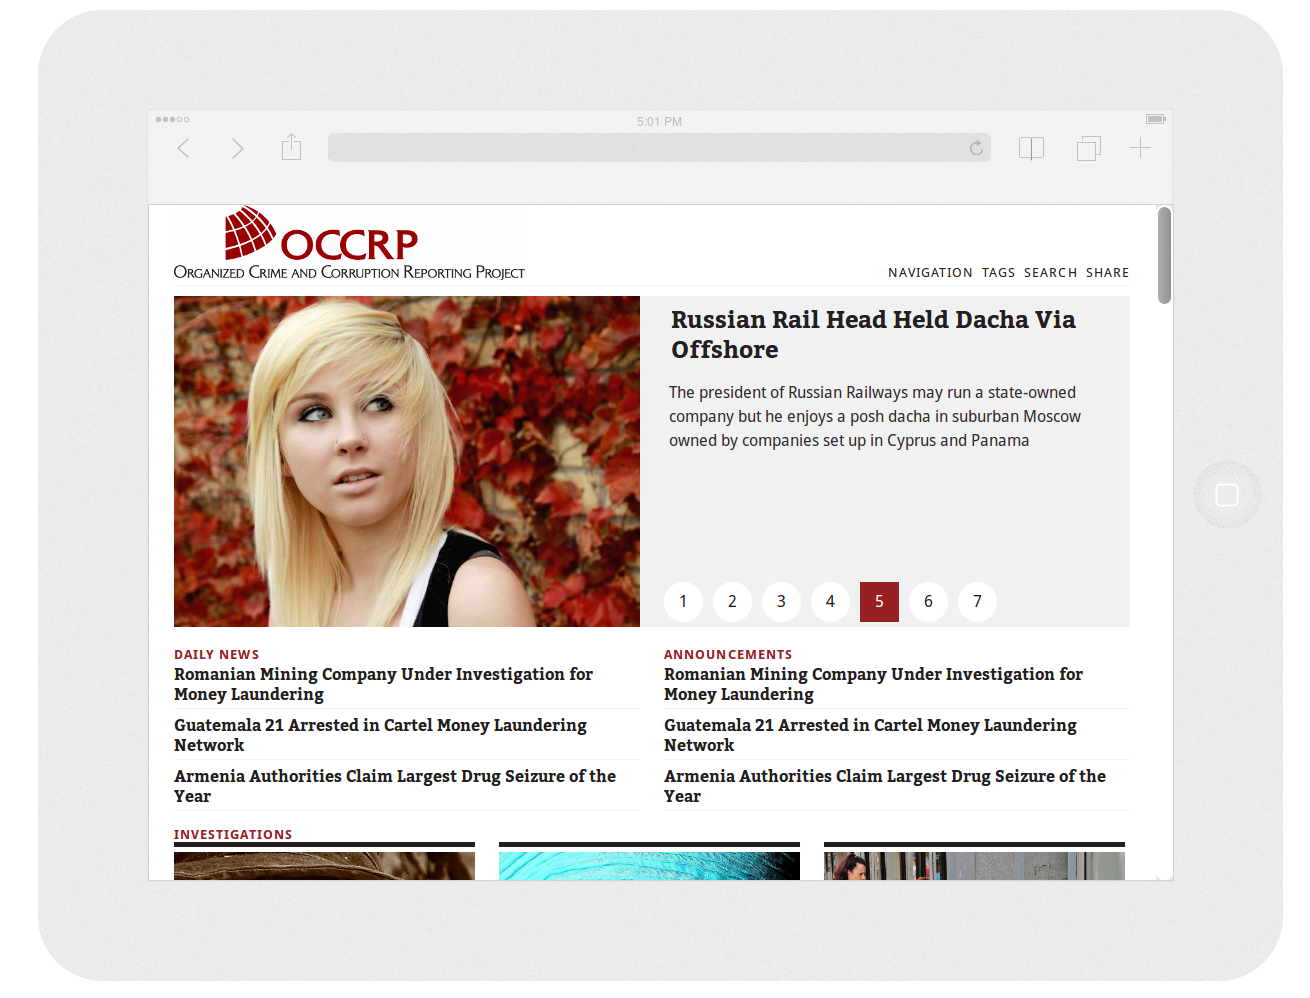 5:01 PM
OCCRP
ORGANIZED CRIME AND CORRUPTION REPORTING PROJECT
NAVIGATION TAGS SEARCH SHARE
Russian Rail Head Held Dacha Via
Offshore
The president of Russian Railways may run a state-owned
company but he enjoys a posh dacha in suburban Moscow
owned by companies set up in Cyprus and Panama
1 2 3 4 5 6 7
DAILY NEWS
Romanian Mining Company Under Investigation for
Money Laundering
Guatemala 21 Arrested in Cartel Money Laundering
Network
Armenia Authorities Claim Largest Drug Seizure of the
Year
ANNOUNCEMENTS
Romanian Mining Company Under Investigation for
Money Laundering
Guatemala 21 Arrested in Cartel Money Laundering
Network
Armenia Authorities Claim Largest Drug Seizure of the
Year
INVESTIGATIONS